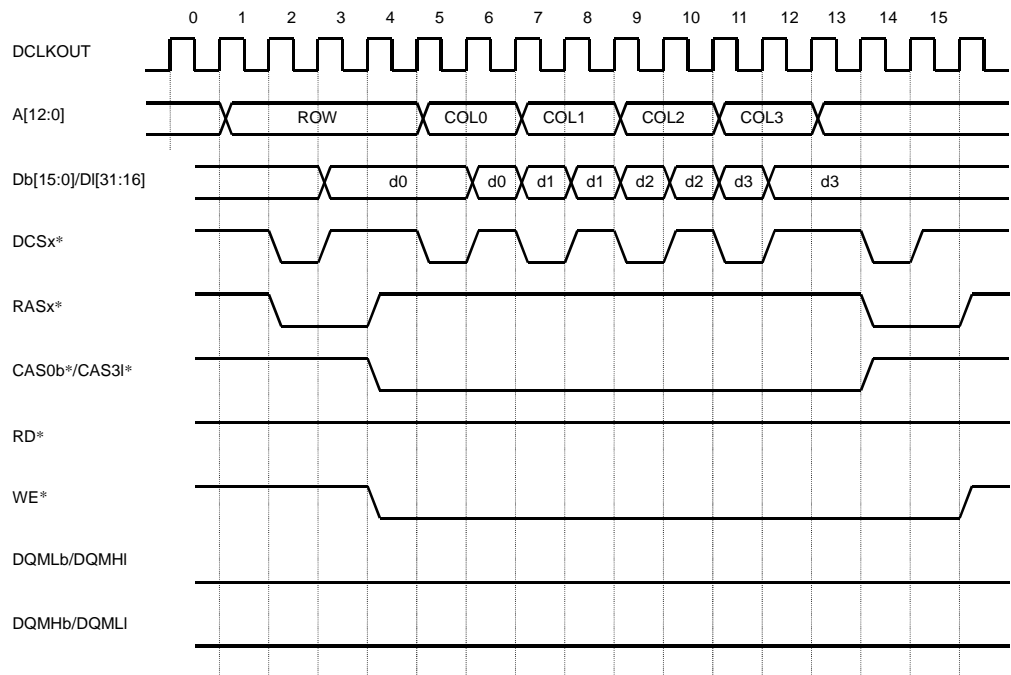 0 1 2 3 4 5 6 7 8 9 10 11 12 13 14 15
DCLKOUT
A[12:0] ROW COL0 COL1 COL2 COL3
Db[15:0]/Dl[31:16] d0 d0 d1 d1 d2 d2 d3 d3
DCSx*
RASx*
CAS0b*/CAS3l*
RD*
WE*
DQMLb/DQMHl
DQMHb/DQMLl